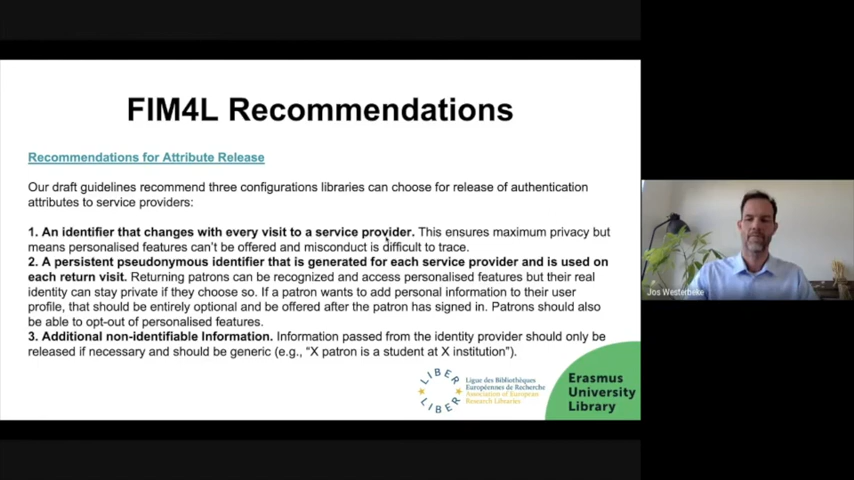 FIM4L Recommendations
Recommendations for Attribute Release
Our draft guidelines recommend three configurations libraries can choose for release of authentication
attributes to service providers:
1. An identifier that changes with every visit to a service provider. This ensures maximum privacy but
means personalised features can't be offered and misconduct is difficult to trace.
2. A persistent pseudonymous identifier that is generated for each service provider and is used on
each return visit. Returning patrons can be recognized and access personalised features but their real
identity can stay private if they choose so. If a patron wants to add personal information to their user
profile, that should be entirely optional and be offered after the patron has signed in. Patrons should also
be able to opt-out of personalised features.
3. Additional non-identifiable Information. Information passed from the identity provider should only be
released if necessary and should be generic (e.g., "X patron is a student at X institution").
LIBER
LIBER
Ligue des Bibliothèques
Européennes de Recherche
Association of European
Research Libraries
Erasmus
University
Library
Jos Westerbeke